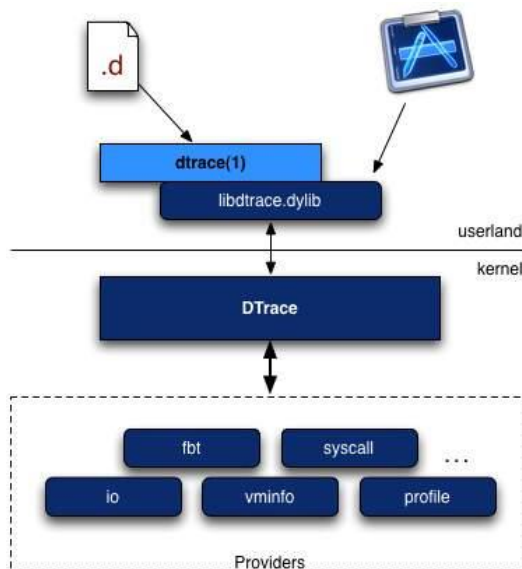 .d
dtrace(1)
libdtrace.dylib
userland
kernel
DTrace
fbt
syscall
...
io
vminfo
profile
Providers